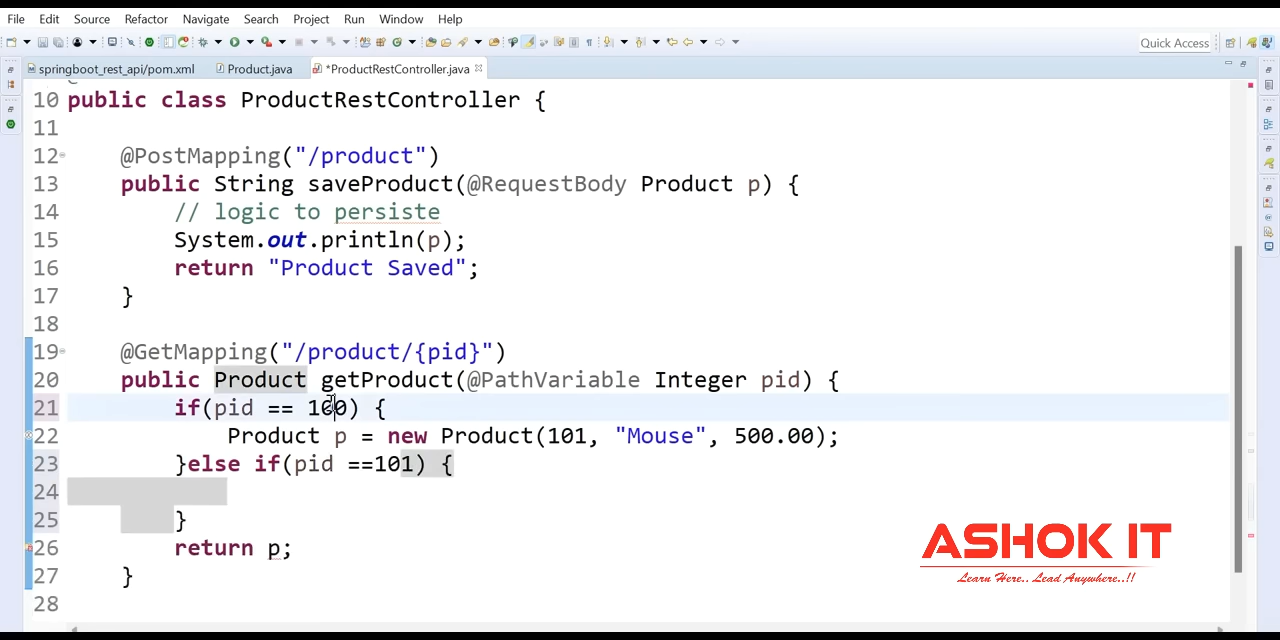 File Edit Source Refactor Navigate Search Project Run Window Help
Quick Access
springboot_rest_api/pom.xml Product.java *ProductRestController.java
10 public class ProductRestController {
11
12 @PostMapping("/product")
13 public String saveProduct(@RequestBody Product p) {
14 // logic to persiste
15 System.out.println(p);
16 return "Product Saved";
17 }
18
19 @GetMapping("/product/{pid}")
20 public Product getProduct(@PathVariable Integer pid) {
21 if(pid == 100) {
22 Product p = new Product(101, "Mouse", 500.00);
23 }else if(pid ==101) {
24
25 }
26 return p;
27 }
28
ASHOK IT
Learn Here.. Lead Anywhere..!!